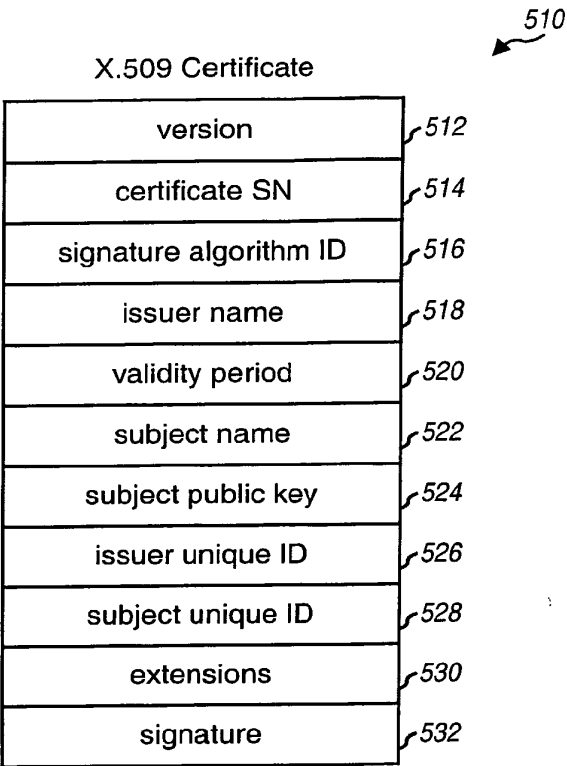 510
X.509 Certificate
version 512
certificate SN 514
signature algorithm ID 516
issuer name 518
validity period 520
subject name 522
subject public key 524
issuer unique ID 526
subject unique ID 528
extensions 530
signature 532